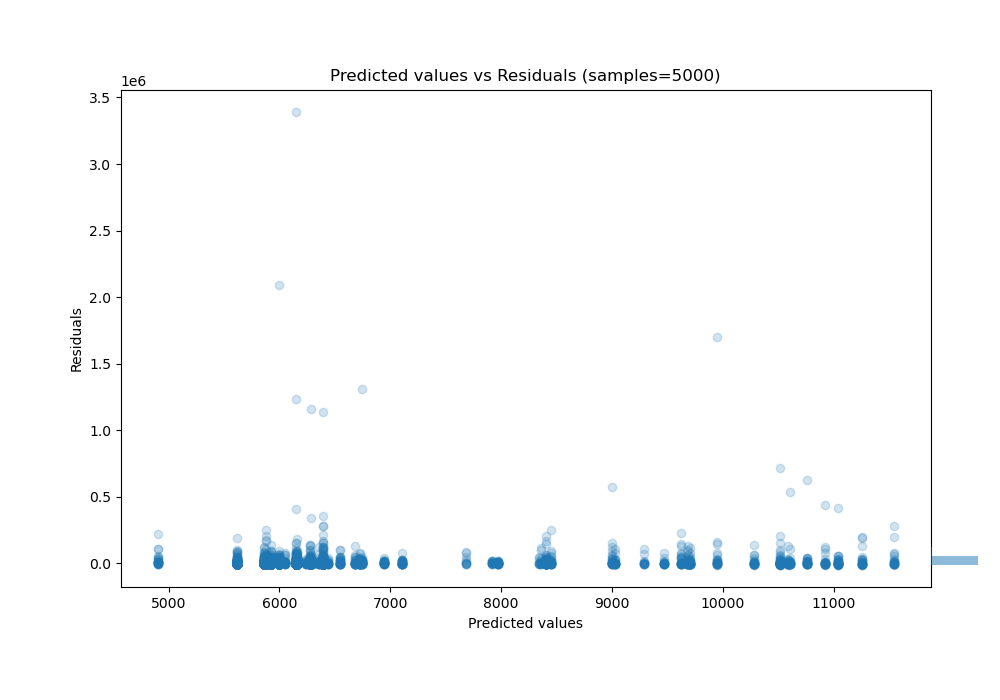 Predicted values vs Residuals (samples=5000)
1e6
3.5
3.0
2.5
2.0
1.5
1.0
0.5
0.0
Residuals
5000 6000 7000 8000 9000 10000 11000
Predicted values